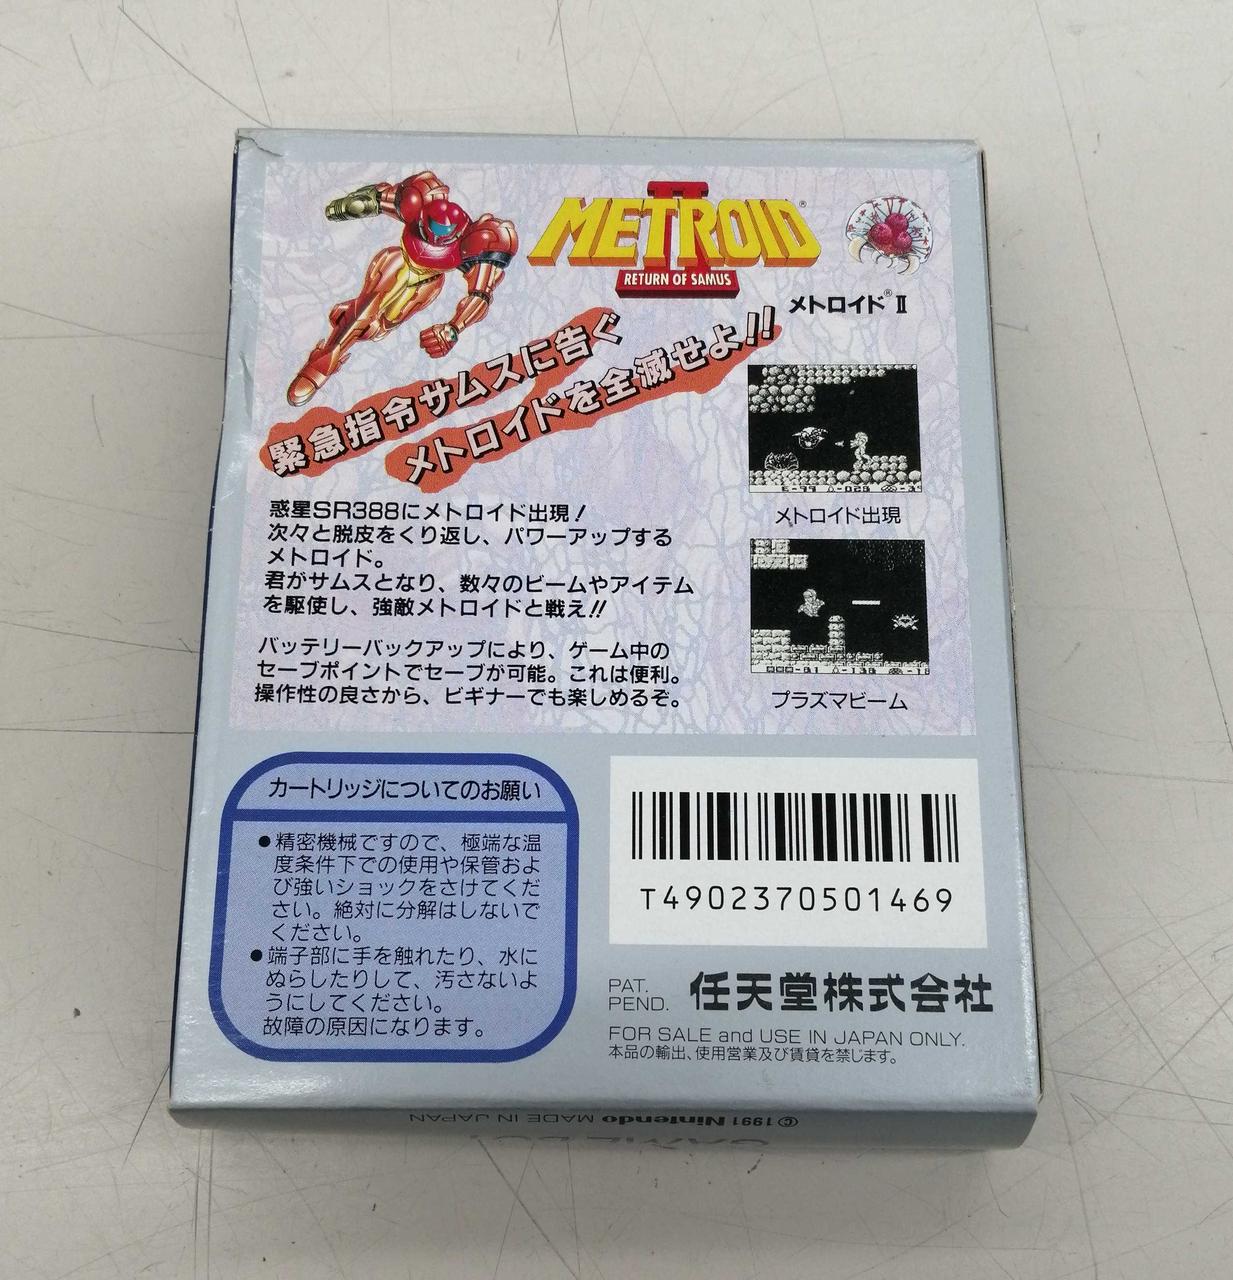 METROID II
RETURN OF SAMUS
メトロイド® II
緊急指令サムスに告ぐ
メトロイドを全滅せよ!!
惑星SR388にメトロイド出現!
次々と脱皮をくり返し、パワーアップする
メトロイド。
君がサムスとなり、数々のビームやアイテム
を駆使し、強敵メトロイドと戦え!!
バッテリーバックアップにより、ゲーム中の
セーブポイントでセーブが可能。これは便利。
操作性の良さから、ビギナーでも楽しめるぞ。
メトロイド出現
プラズマビーム
カートリッジについてのお願い
●精密機械ですので、極端な温
度条件下での使用や保管およ
び強いショックをさけてくだ
さい。絶対に分解はしないで
ください。
●端子部に手を触れたり、水に
ぬらしたりして、汚さないよ
うにしてください。
故障の原因になります。
T4902370501469
PAT.
PEND.
任天堂株式会社
FOR SALE and USE IN JAPAN ONLY.
本品の輸出、使用営業及び賃貸を禁じます。
©1991 Nintendo MADE IN JAPAN